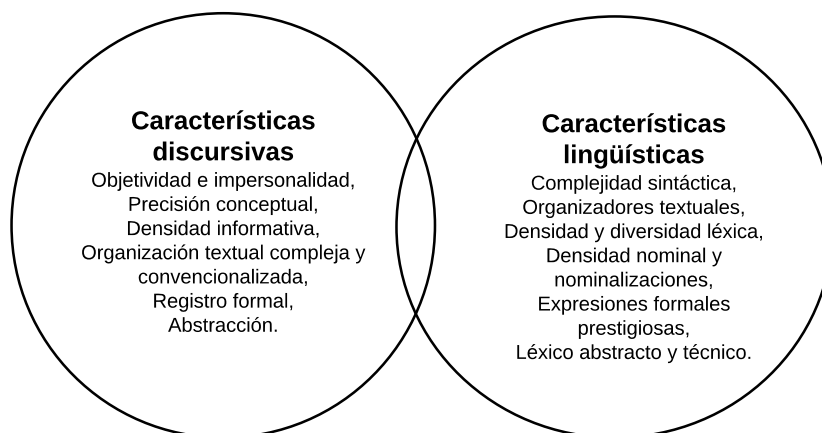 Características
discursivas
Objetividad e impersonalidad,
Precisión conceptual,
Densidad informativa,
Organización textual compleja y
convencionalizada,
Registro formal,
Abstracción.
Características
lingüísticas
Complejidad sintáctica,
Organizadores textuales,
Densidad y diversidad léxica,
Densidad nominal y
nominalizaciones,
Expresiones formales
prestigiosas,
Léxico abstracto y técnico.